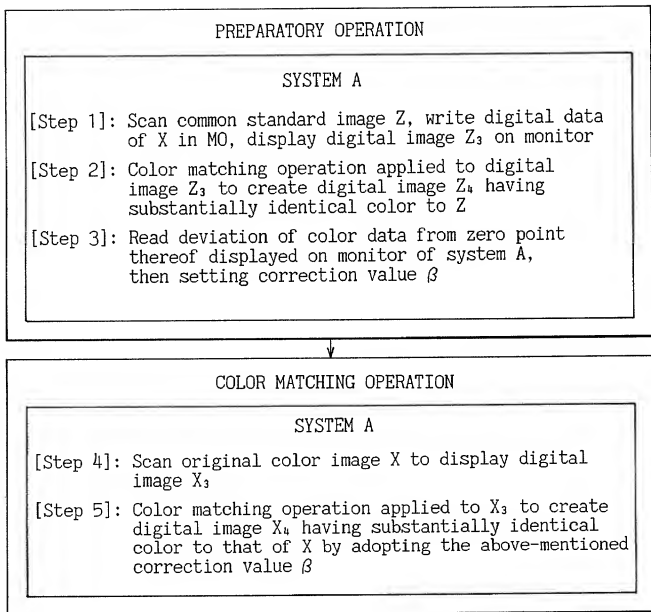 PREPARATORY OPERATION
SYSTEM A
[Step 1]: Scan common standard image Z, write digital data
of X in MO, display digital image Z₃ on monitor
[Step 2]: Color matching operation applied to digital
image Z₃ to create digital image Z₄ having
substantially identical color to Z
[Step 3]: Read deviation of color data from zero point
thereof displayed on monitor of system A,
then setting correction value β
COLOR MATCHING OPERATION
SYSTEM A
[Step 4]: Scan original color image X to display digital
image X₃
[Step 5]: Color matching operation applied to X₃ to create
digital image X₄ having substantially identical
color to that of X by adopting the above-mentioned
correction value β